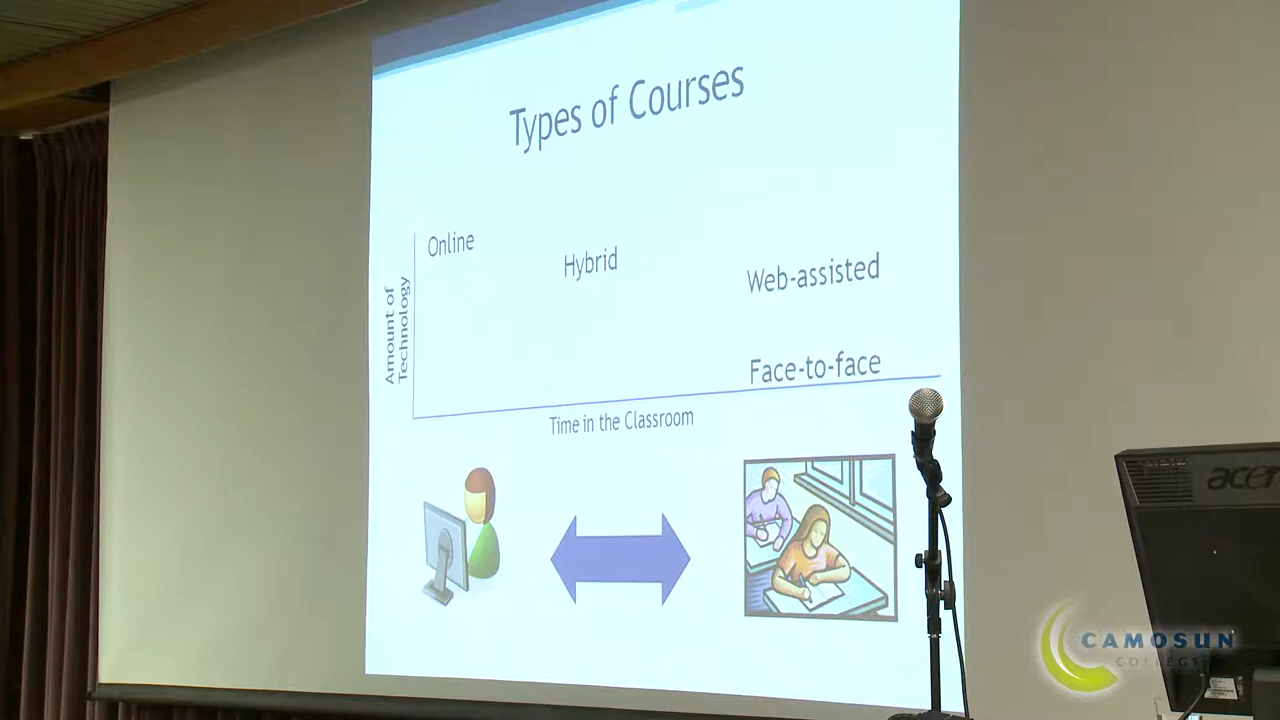 Types of Courses
Online
Hybrid
Web-assisted
Face-to-face
Amount of
Technology
Time in the Classroom
acer
CAMOSUN
COLLEGE